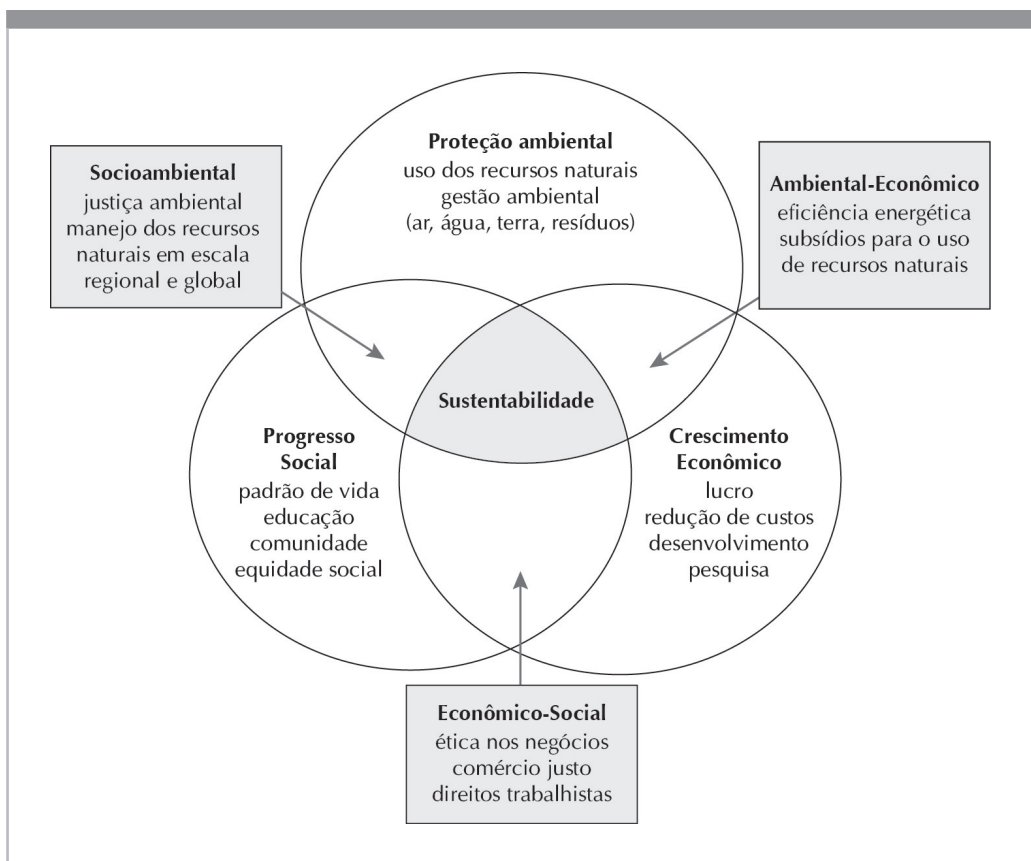 Proteção ambiental
uso dos recursos naturais
gestão ambiental
(ar, água, terra, resíduos)
Socioambiental
justiça ambiental
manejo dos recursos
naturais em escala
regional e global
Ambiental-Econômico
eficiência energética
subsídios para o uso
de recursos naturais
Sustentabilidade
Progresso
Social
padrão de vida
educação
comunidade
equidade social
Crescimento
Econômico
lucro
redução de custos
desenvolvimento
pesquisa
Econômico-Social
ética nos negócios
comércio justo
direitos trabalhistas